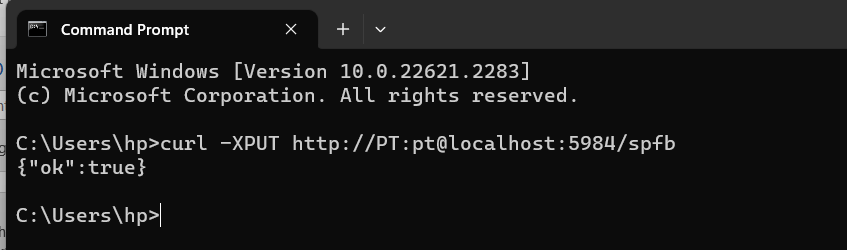 Command Prompt
Microsoft Windows [Version 10.0.22621.2283]
(c) Microsoft Corporation. All rights reserved.
C:\Users\hp>curl -XPUT http://PT:pt@localhost:5984/spfb
{"ok":true}
C:\Users\hp>